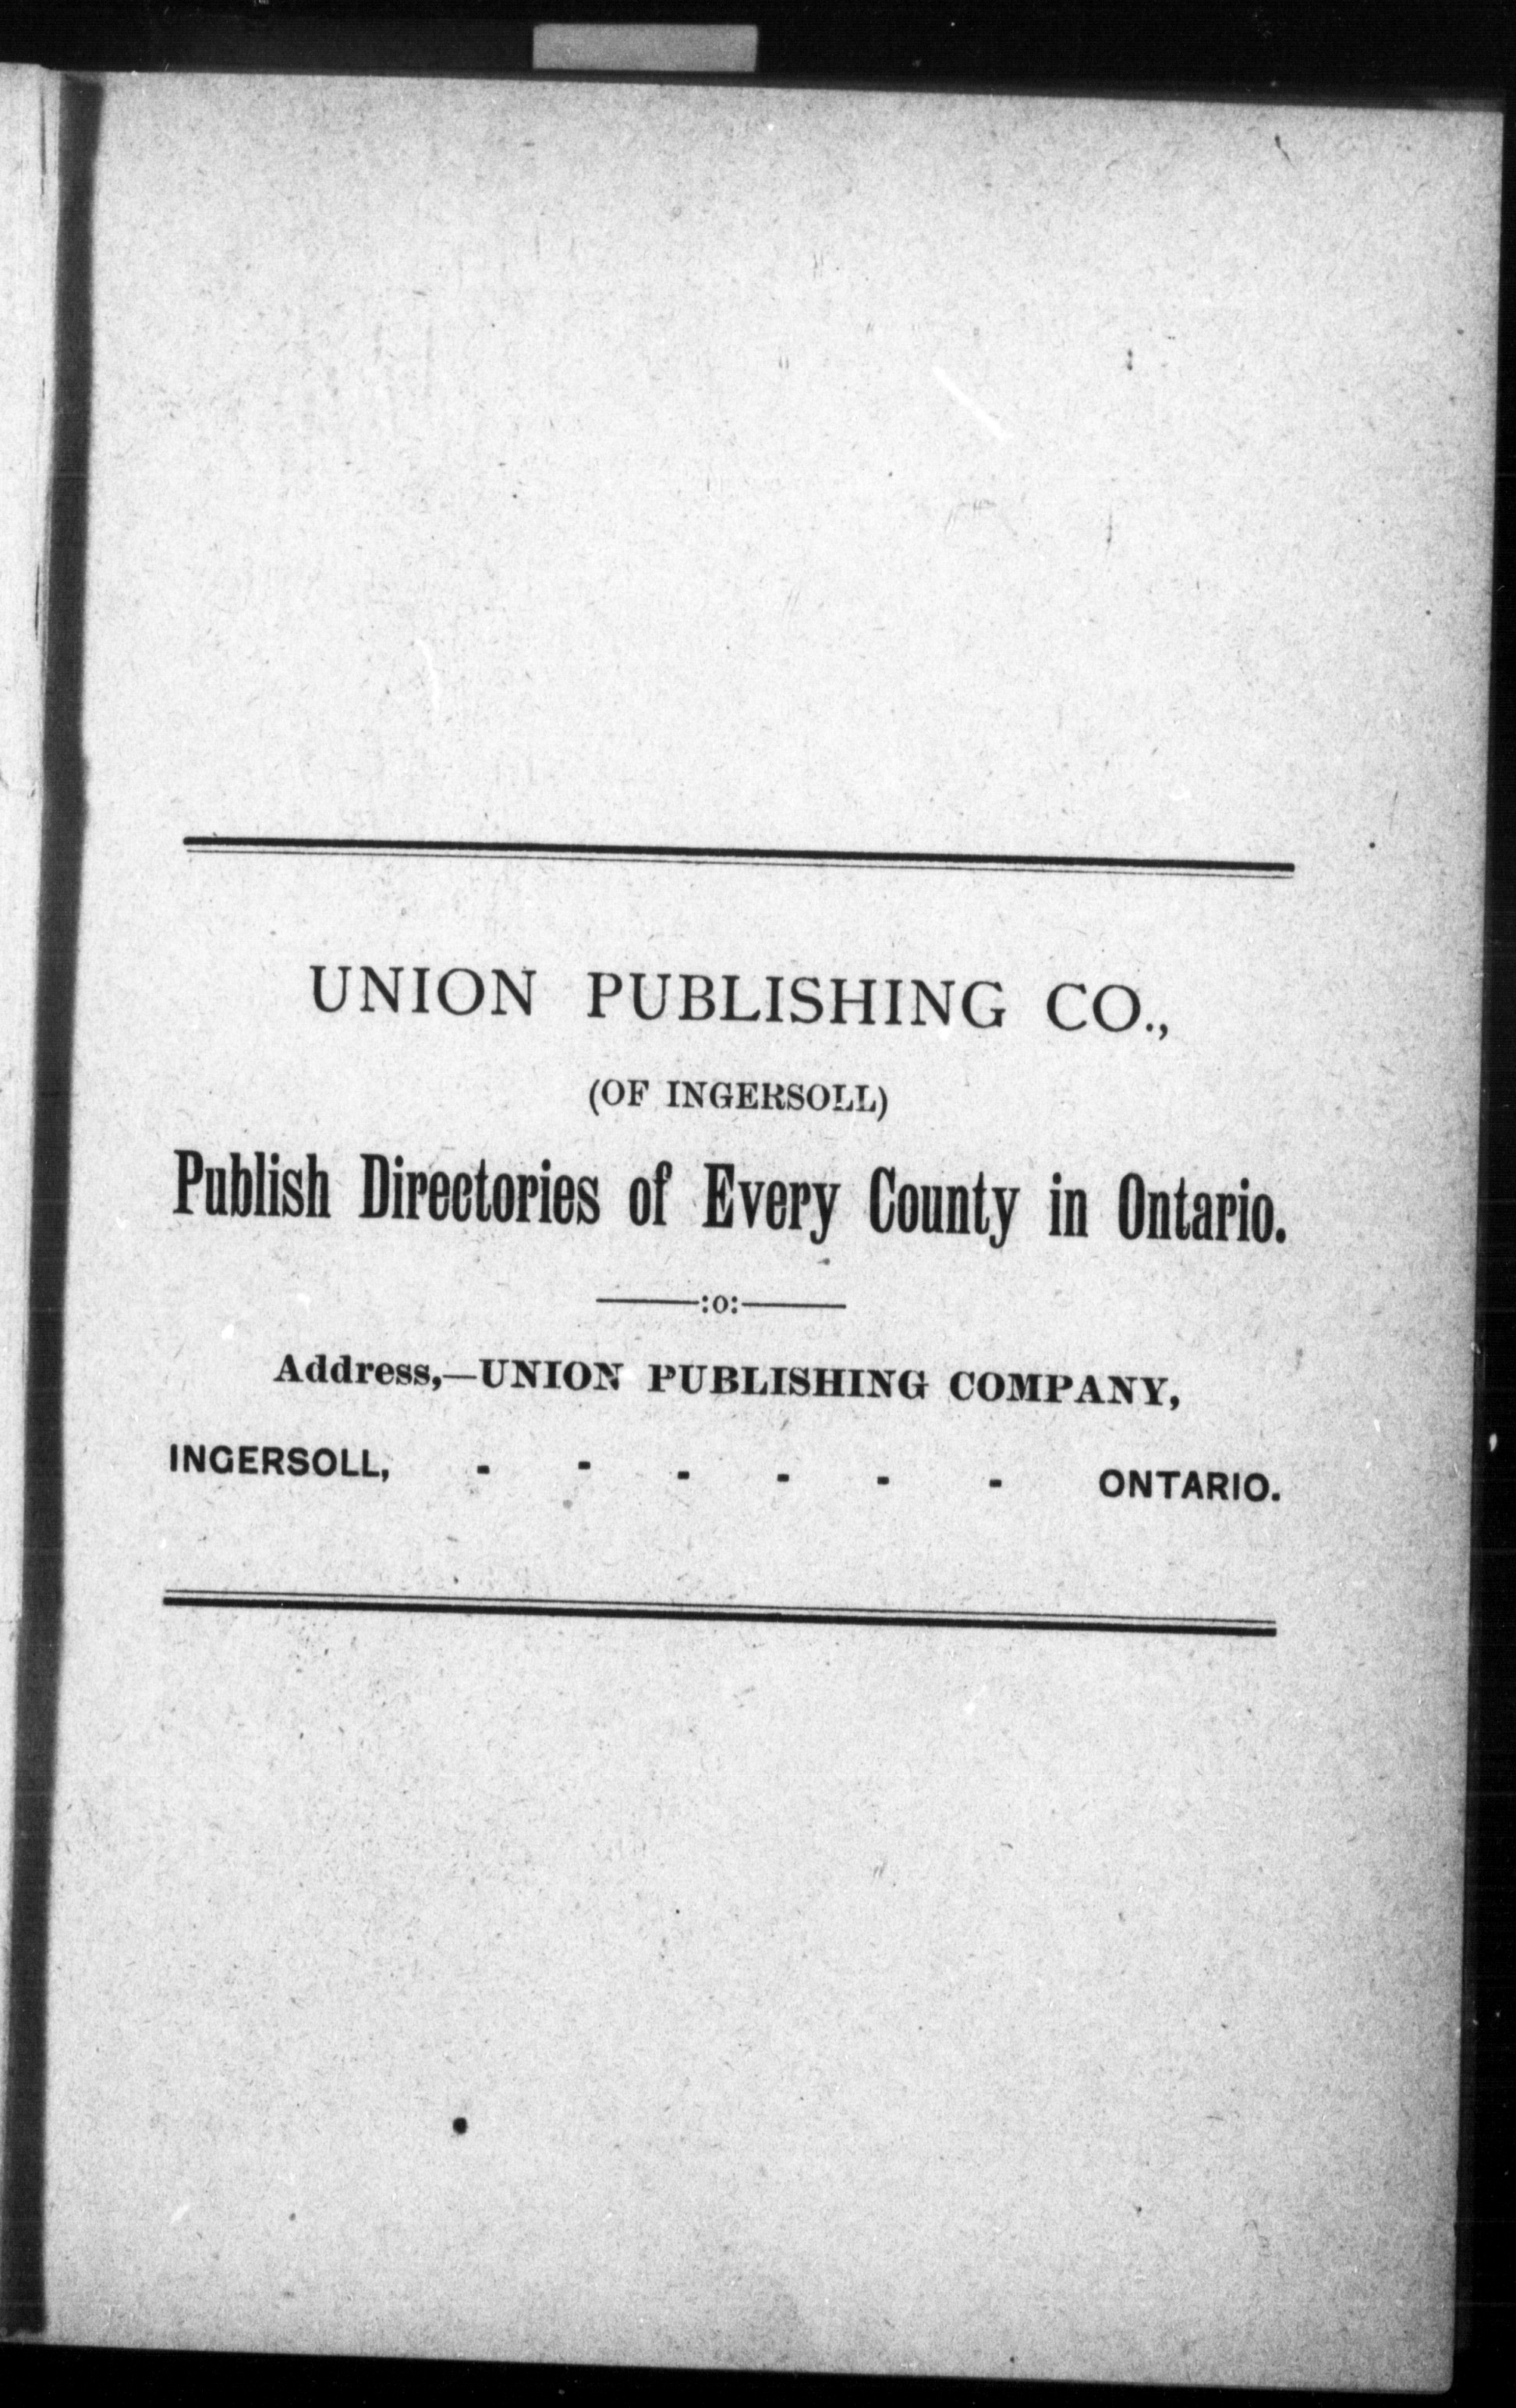 UNION PUBLISHING CO.,
(OF INGERSOLL)
Publish Directories of Every County in Ontario.
———:o:———
Address,—UNION PUBLISHING COMPANY,
INGERSOLL, - - - - - - ONTARIO.